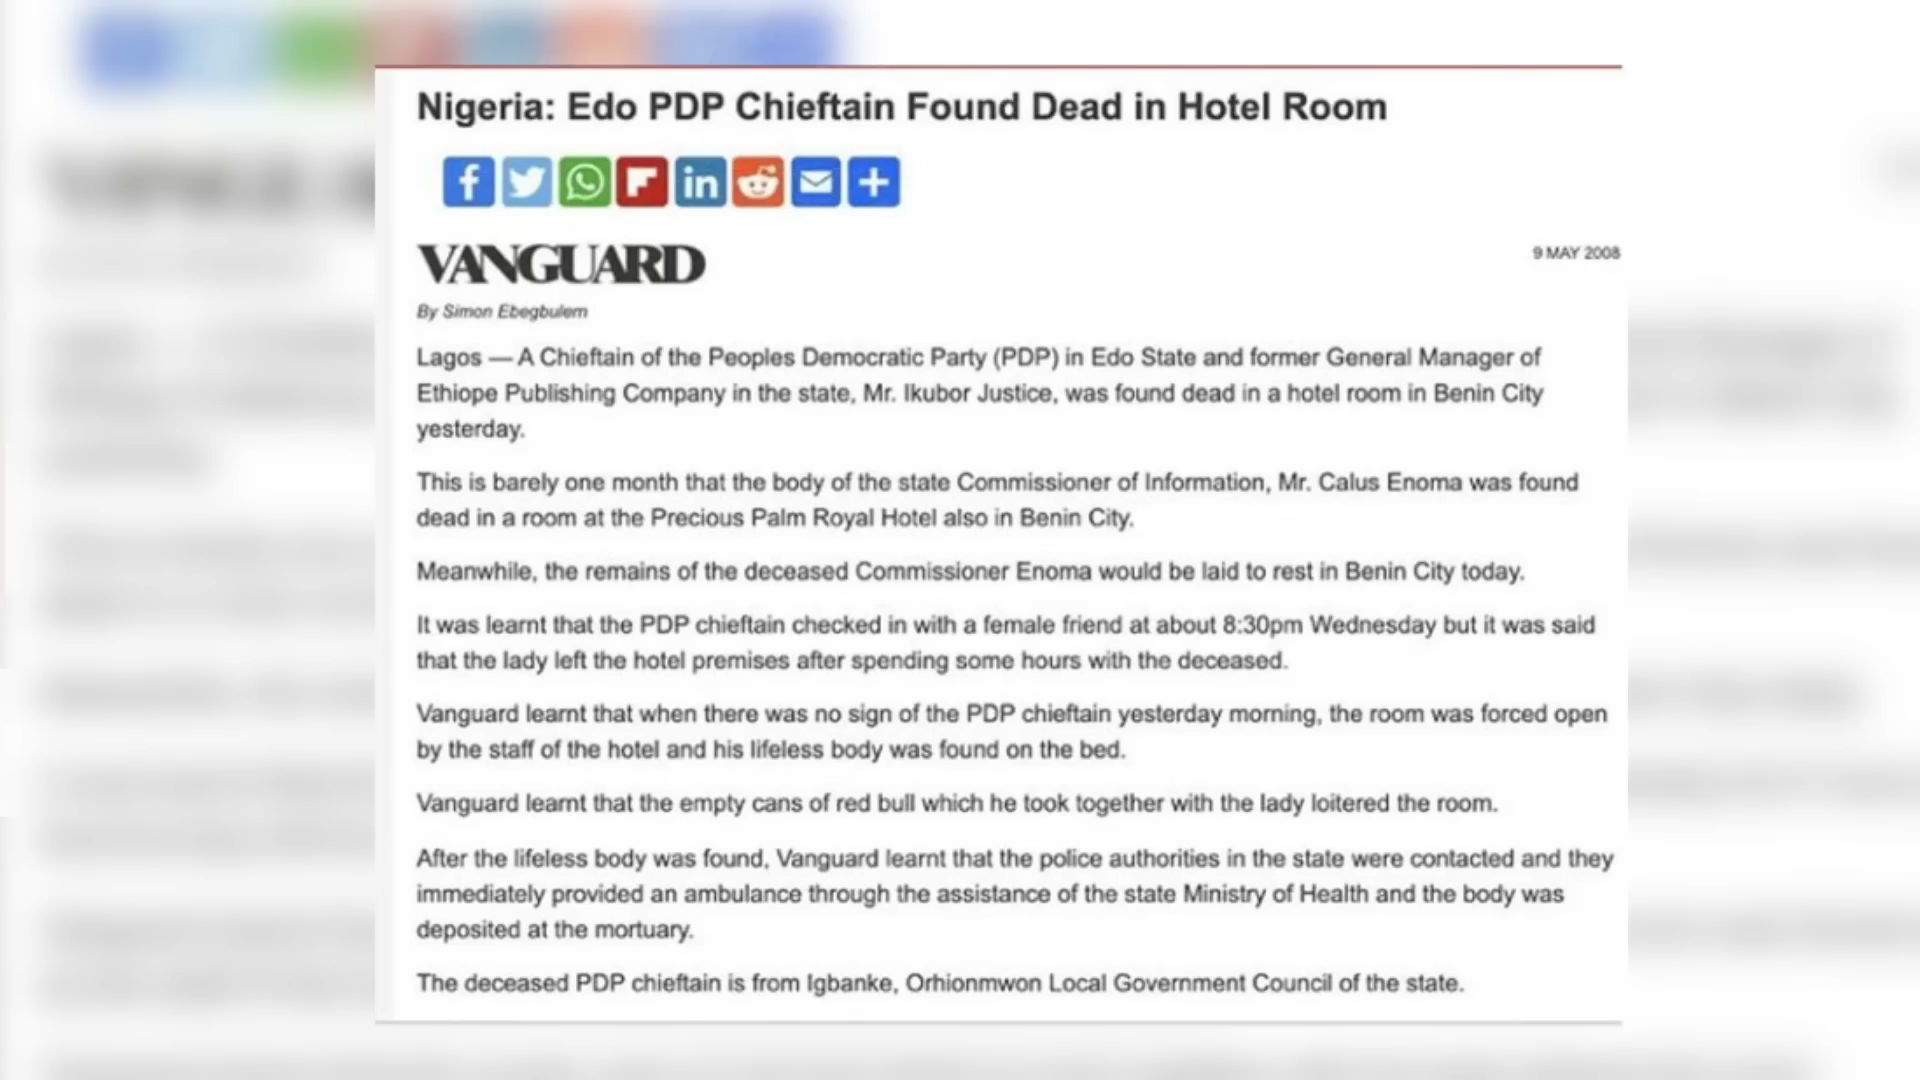 Nigeria: Edo PDP Chieftain Found Dead in Hotel Room
VANGUARD
9 MAY 2008
By Simon Ebegbulem
Lagos — A Chieftain of the Peoples Democratic Party (PDP) in Edo State and former General Manager of
Ethiope Publishing Company in the state, Mr. Ikubor Justice, was found dead in a hotel room in Benin City
yesterday.
This is barely one month that the body of the state Commissioner of Information, Mr. Calus Enoma was found
dead in a room at the Precious Palm Royal Hotel also in Benin City.
Meanwhile, the remains of the deceased Commissioner Enoma would be laid to rest in Benin City today.
It was learnt that the PDP chieftain checked in with a female friend at about 8:30pm Wednesday but it was said
that the lady left the hotel premises after spending some hours with the deceased.
Vanguard learnt that when there was no sign of the PDP chieftain yesterday morning, the room was forced open
by the staff of the hotel and his lifeless body was found on the bed.
Vanguard learnt that the empty cans of red bull which he took together with the lady loitered the room.
After the lifeless body was found, Vanguard learnt that the police authorities in the state were contacted and they
immediately provided an ambulance through the assistance of the state Ministry of Health and the body was
deposited at the mortuary.
The deceased PDP chieftain is from Igbanke, Orhionmwon Local Government Council of the state.